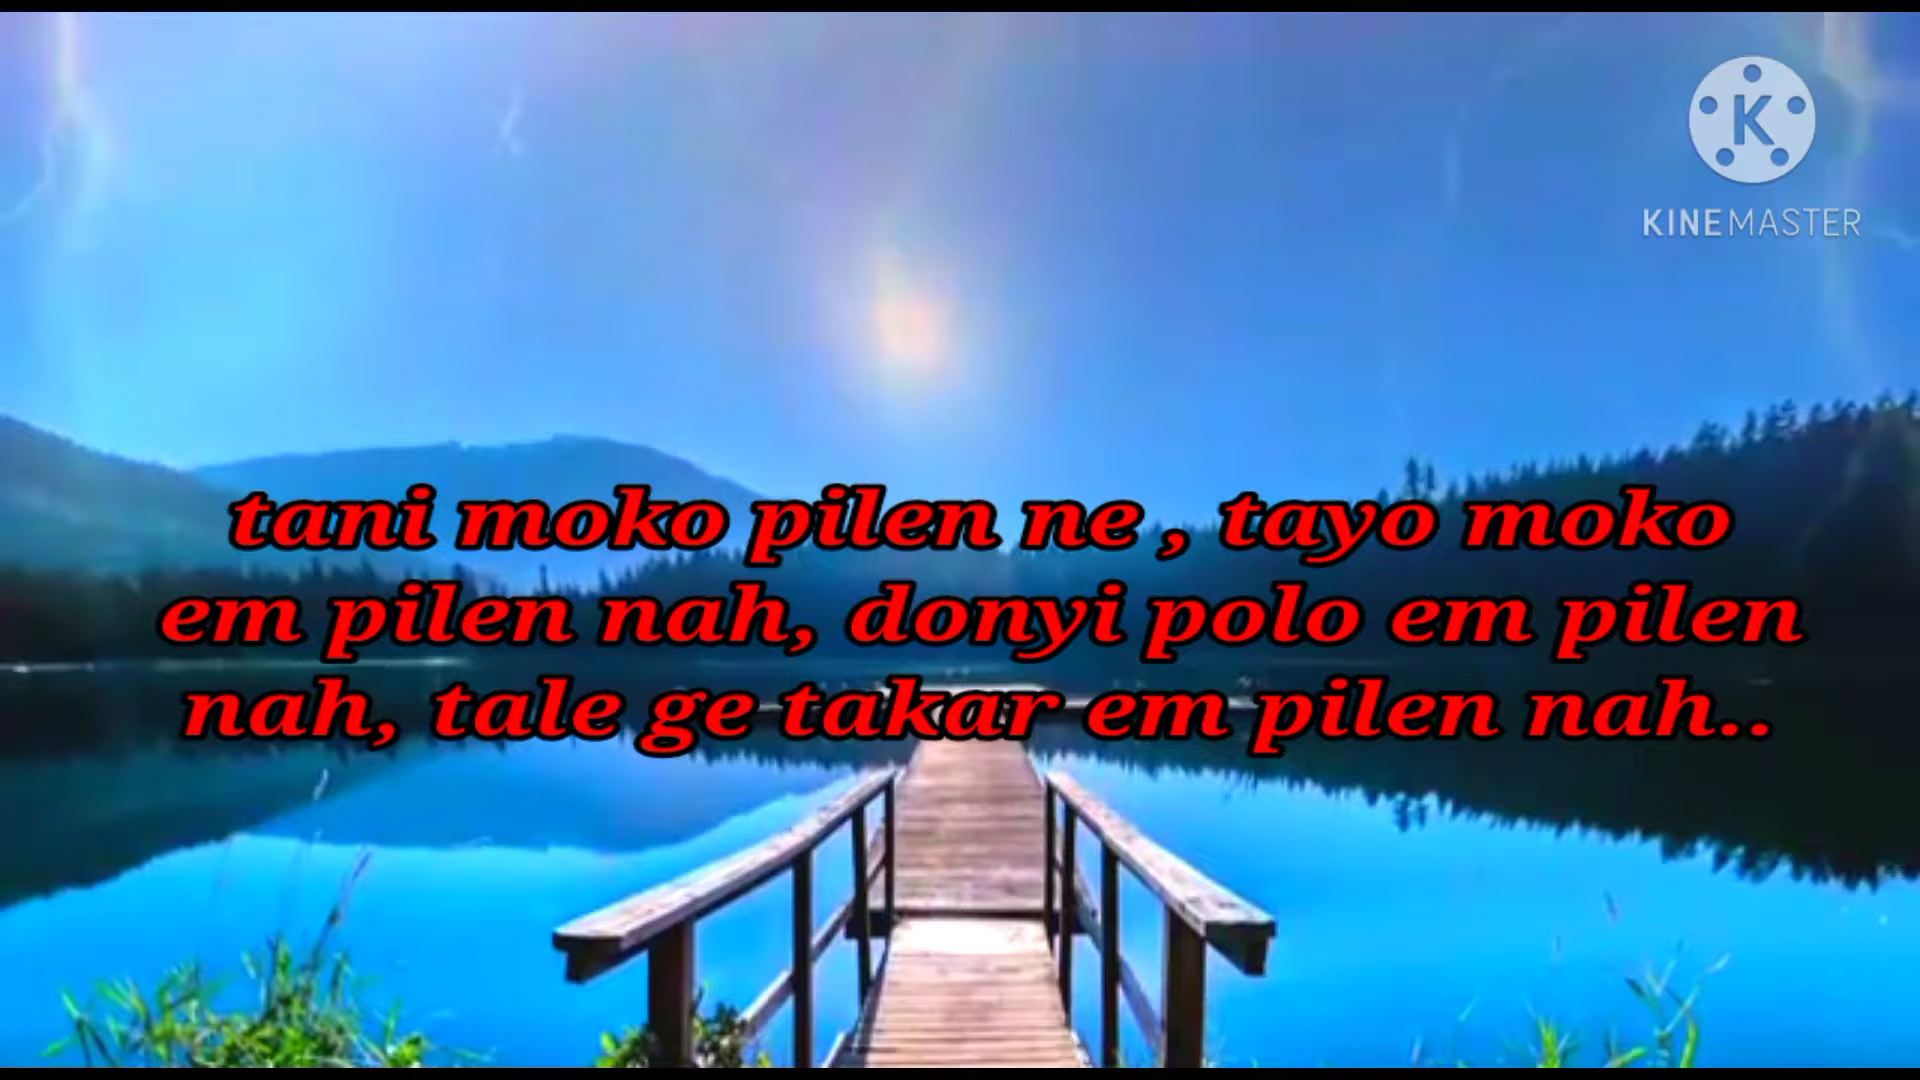 KINEMASTER
tani moko pilen ne , tayo moko
em pilen nah, donyi polo em pilen
nah, tale ge takar em pilen nah..